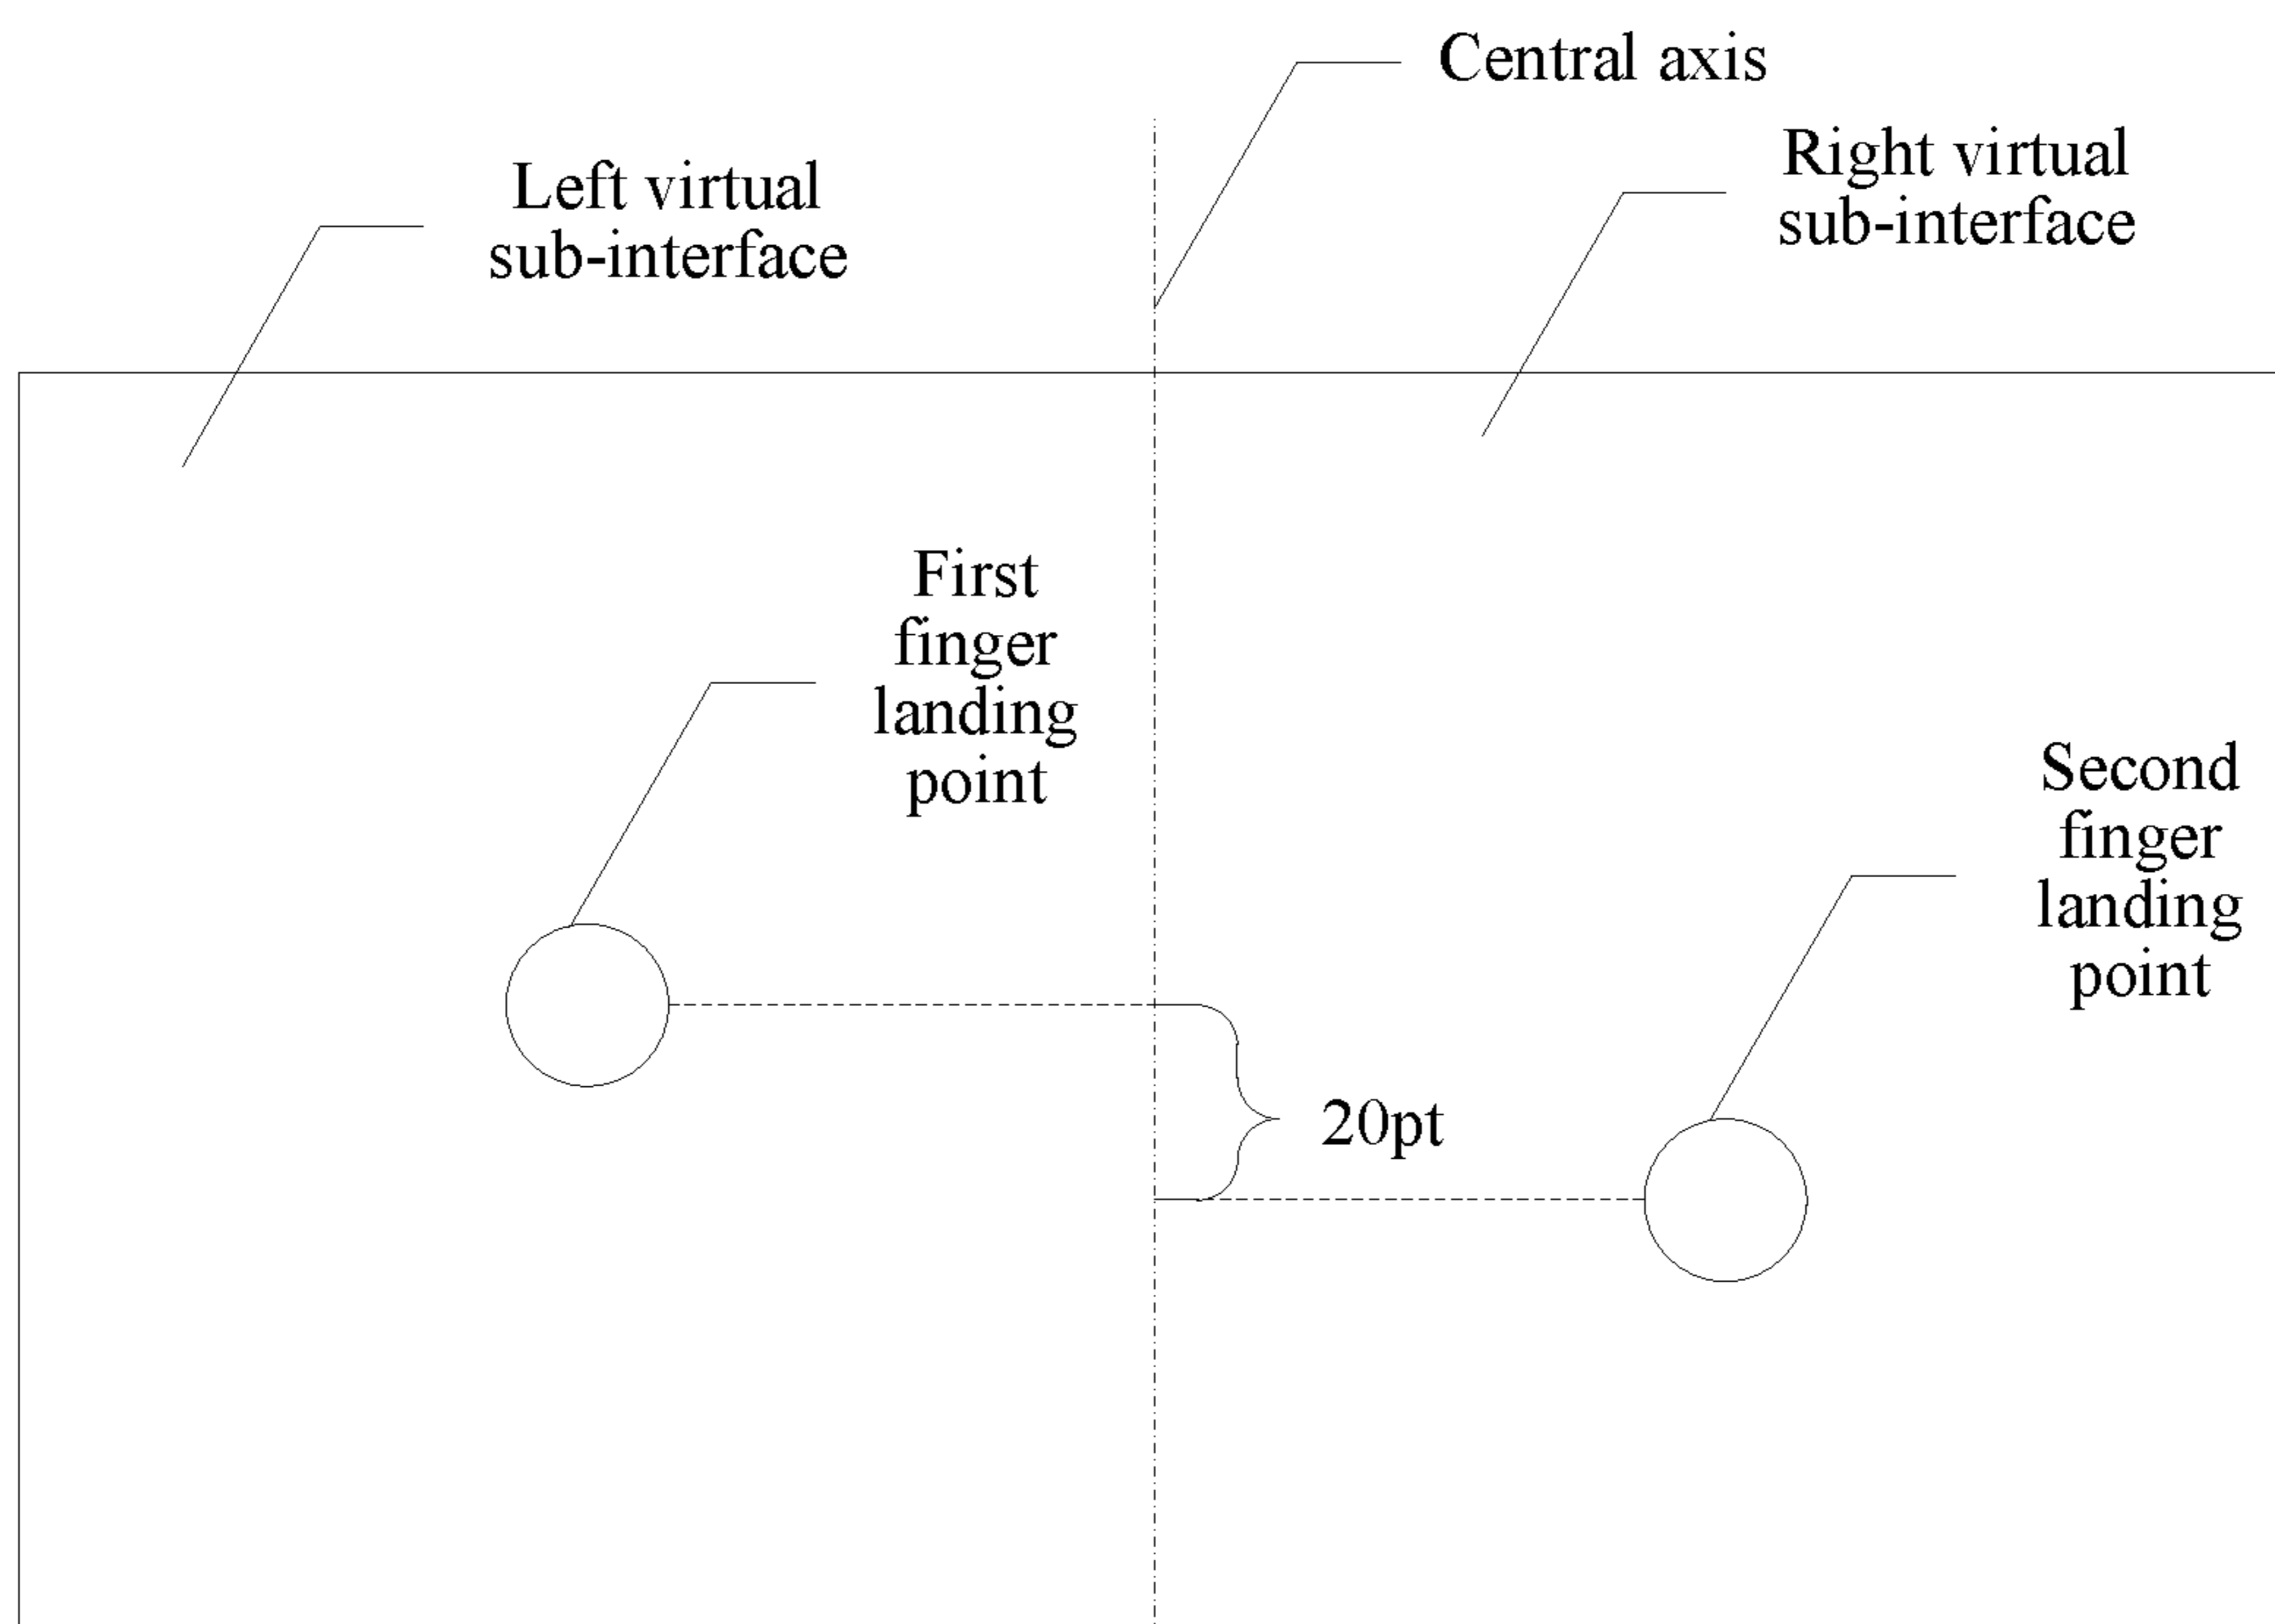 Central axis
Left virtual
sub-interface
Right virtual
sub-interface
First
finger
landing
point
Second
finger
landing
point
20pt